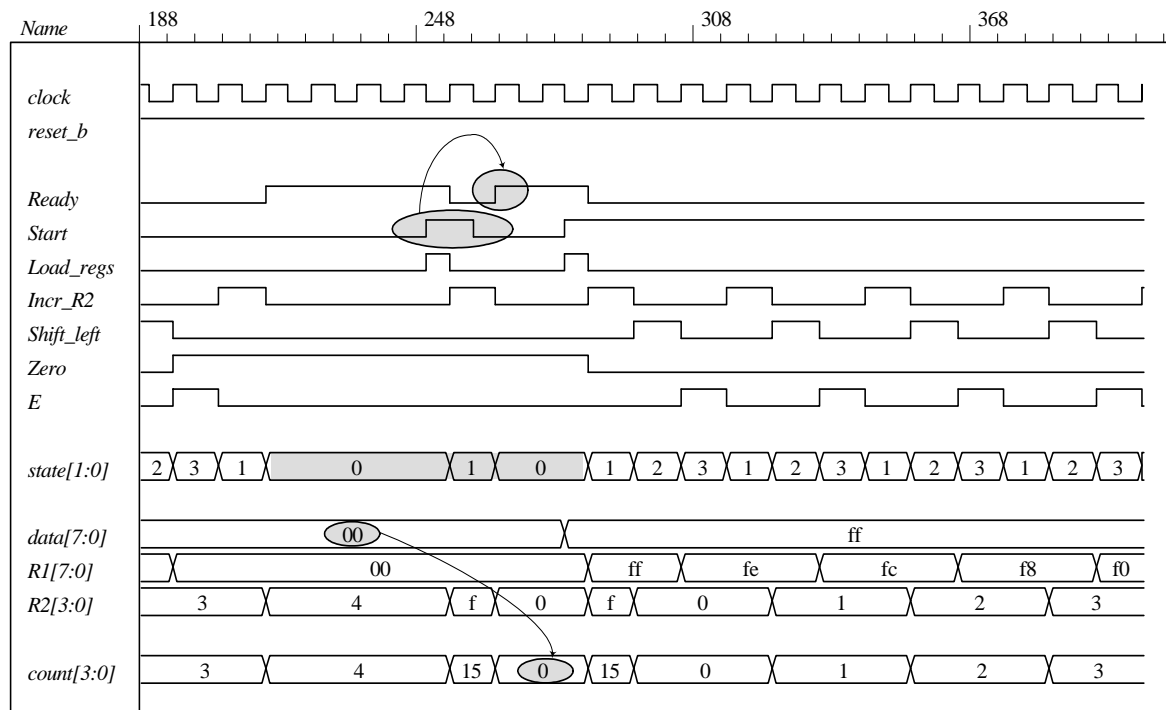 Name 188 248 308 368
clock
reset_b
Ready
Start
Load_regs
Incr_R2
Shift_left
Zero
E
state[1:0] 2 3 1 0 1 0 1 2 3 1 2 3 1 2 3 1 2 3
data[7:0] 00 ff
R1[7:0] 00 ff fe fc f8 f0
R2[3:0] 3 4 f 0 f 0 1 2 3
count[3:0] 3 4 15 0 15 0 1 2 3